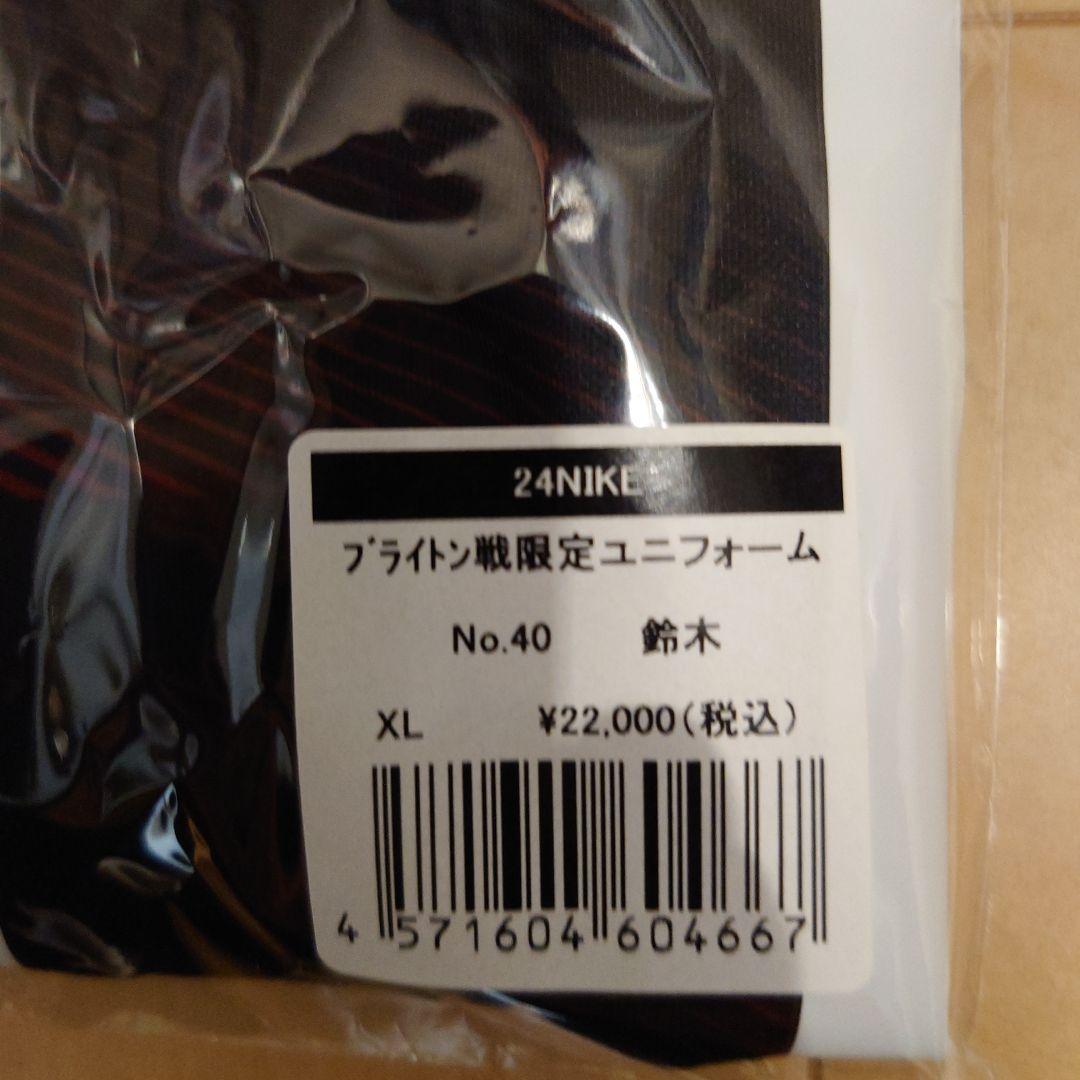 24NIKE
ブライトン戦限定ユニフォーム
No.40 鈴木
XL ¥22,000(税込)
4 571604 604667